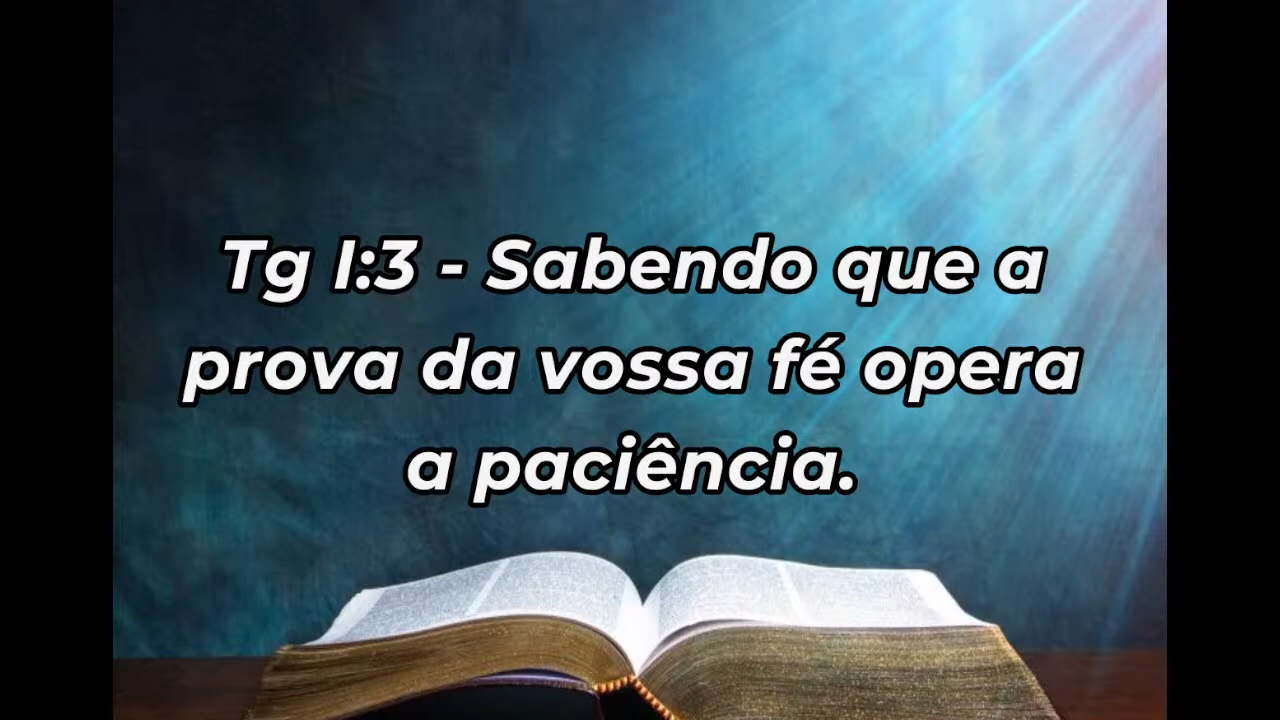 Tg 1:3 - Sabendo que a
prova da vossa fé opera
a paciência.